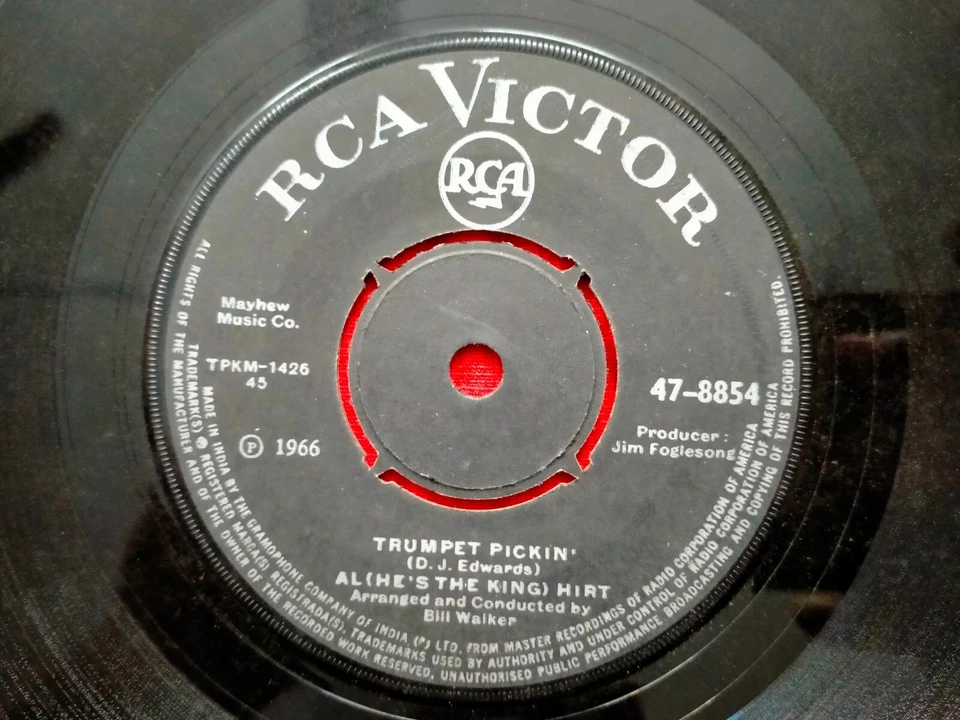 RCA VICTOR
RCA
Mayhew
Music Co.
TPKM-1426
45
Ⓟ 1966
47-8854
Producer :
Jim Foglesong
TRUMPET PICKIN'
(D. J. Edwards)
AL (HE'S THE KING) HIRT
Arranged and Conducted by
Bill Walker
MADE IN INDIA BY THE GRAMOPHONE COMPANY OF INDIA (P) LTD. FROM MASTER RECORDINGS OF RADIO CORPORATION OF AMERICA
TRADEMARK(S) ® REGISTERED MARCA(S) REGISTRADA(S) TRADEMARKS USED BY AUTHORITY AND UNDER CONTROL OF RADIO CORPORATION OF AMERICA
ALL RIGHTS OF THE MANUFACTURER AND OF THE OWNER OF THE RECORDED WORK RESERVED, UNAUTHORISED PUBLIC PERFORMANCE BROADCASTING AND COPYING OF THIS RECORD PROHIBITED.